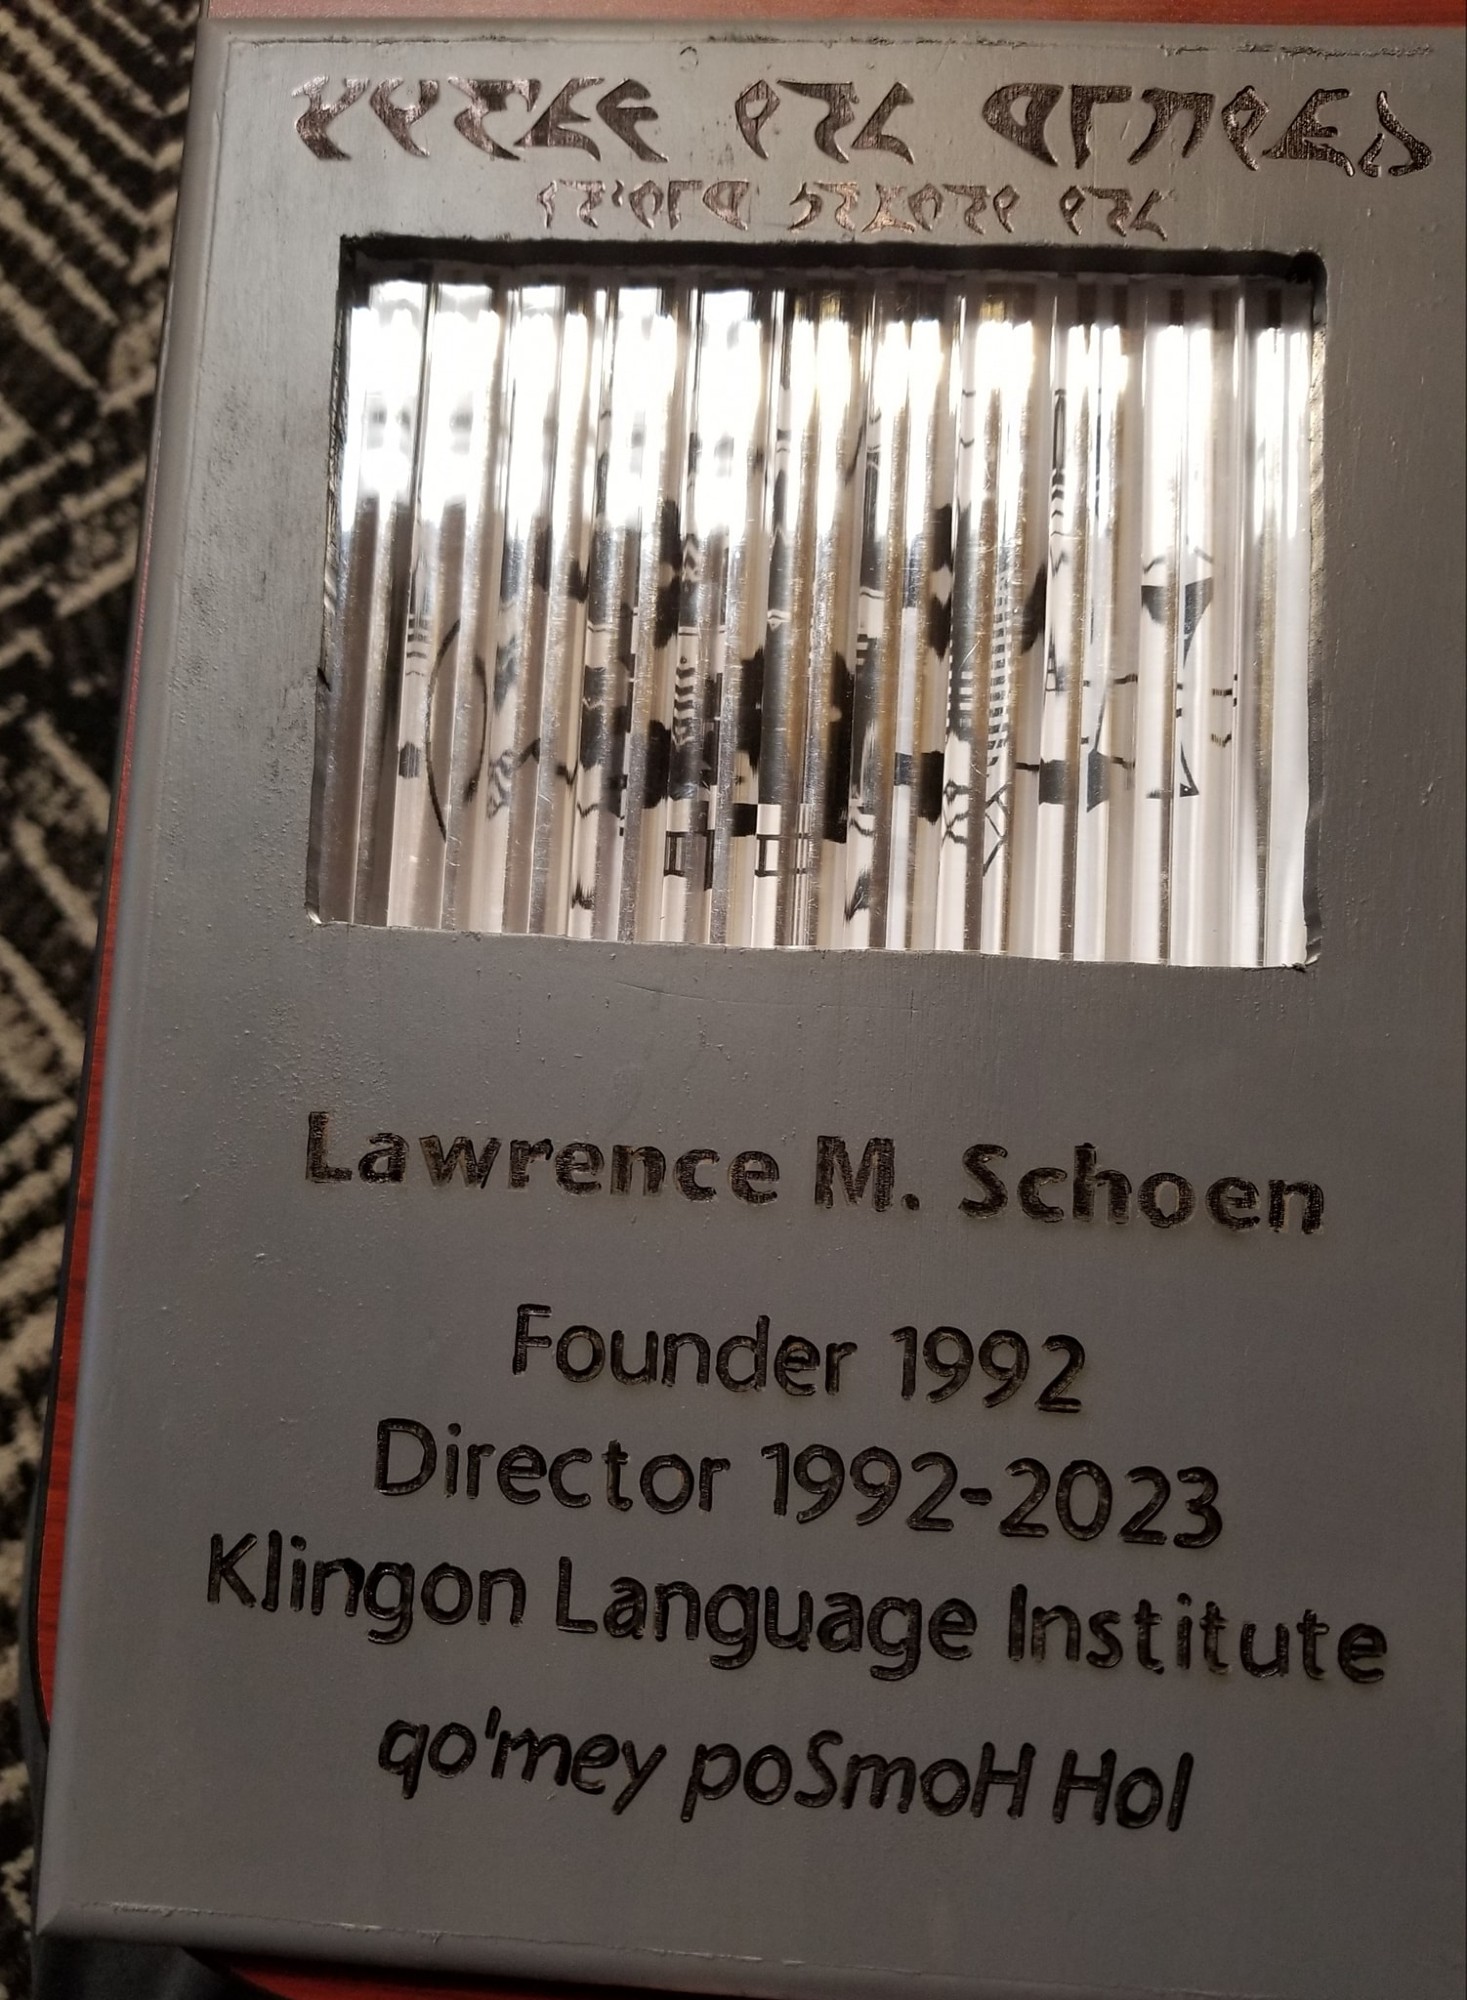 Lawrence M. Schoen
Founder 1992
Director 1992-2023
Klingon Language Institute
qo'mey poSmoH Hol